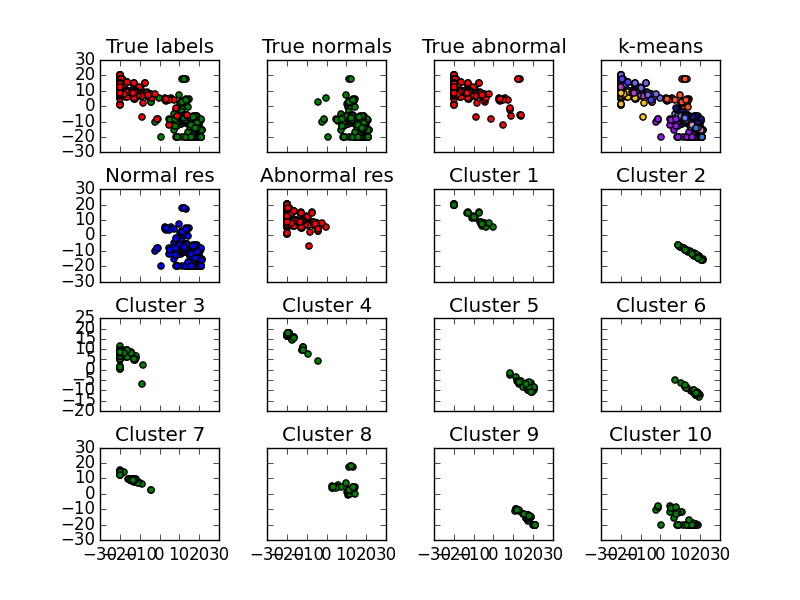 True labels
True normals
True abnormal
k-means
30
20
10
0
−10
−20
−30
Normal res
Abnormal res
Cluster 1
Cluster 2
30
20
10
0
−10
−20
−30
Cluster 3
Cluster 4
Cluster 5
Cluster 6
25
20
15
10
5
0
−5
−10
−15
−20
Cluster 7
Cluster 8
Cluster 9
Cluster 10
30
20
10
0
−10
−20
−30
−30−20−10 0 10 20 30
−30−20−10 0 10 20 30
−30−20−10 0 10 20 30
−30−20−10 0 10 20 30